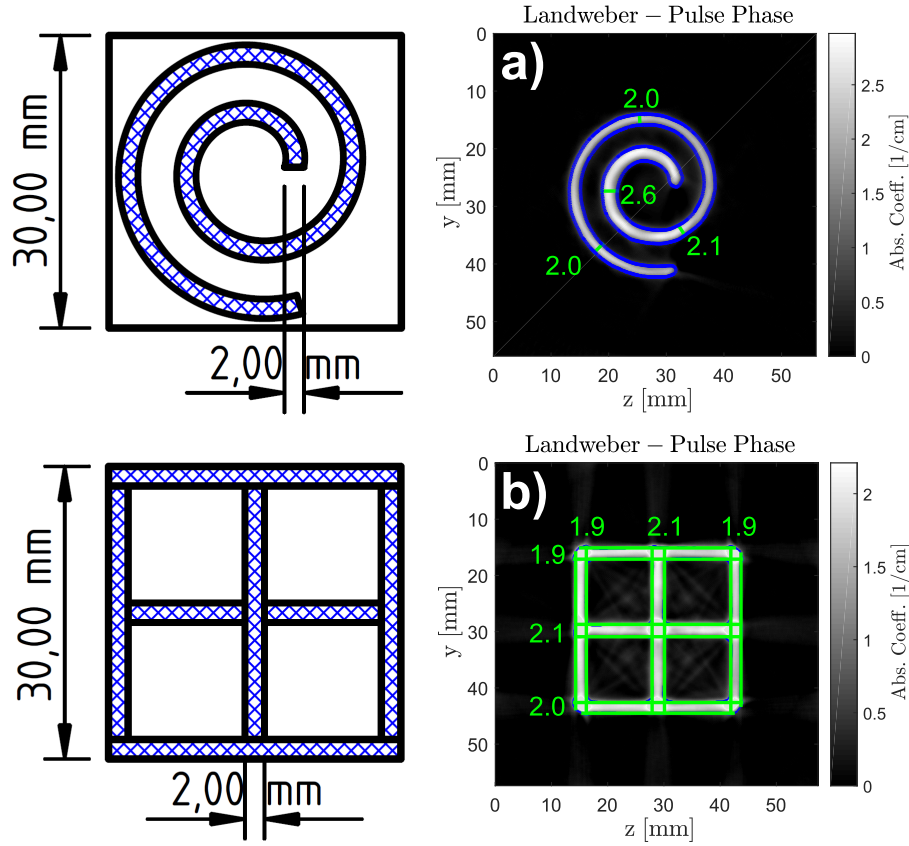 30,00 mm
2,00 mm
Landweber – Pulse Phase
a)
0
10
20
30
40
50
y [mm]
2.0
2.6
2.1
2.0
0 10 20 30 40 50
z [mm]
2.5
2
1.5
1
0.5
0
Abs. Coeff. [1/cm]
30,00 mm
2,00 mm
Landweber – Pulse Phase
b)
0
10
20
30
40
50
y [mm]
1.9 2.1 1.9
1.9
2.1
2.0
0 10 20 30 40 50
z [mm]
2
1.5
1
0.5
0
Abs. Coeff. [1/cm]